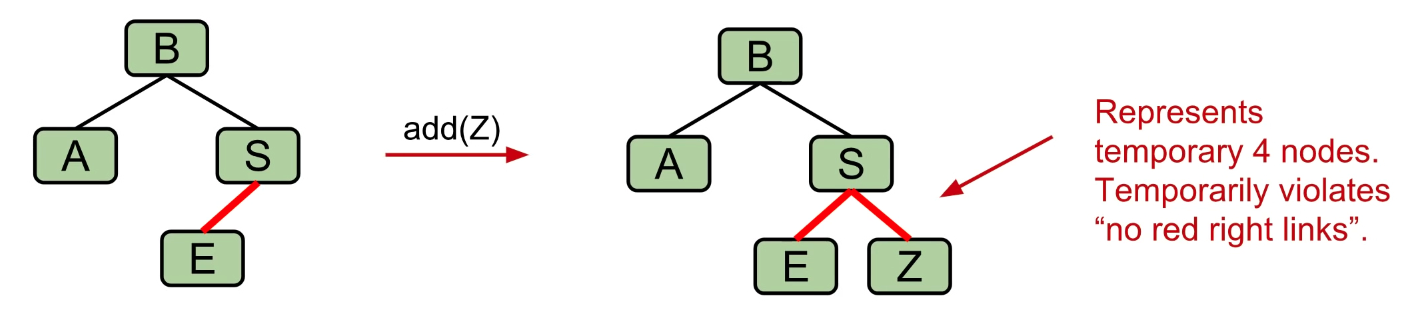 B
A
S
E
add(Z)
B
A
S
E
Z
Represents
temporary 4 nodes.
Temporarily violates
“no red right links”.